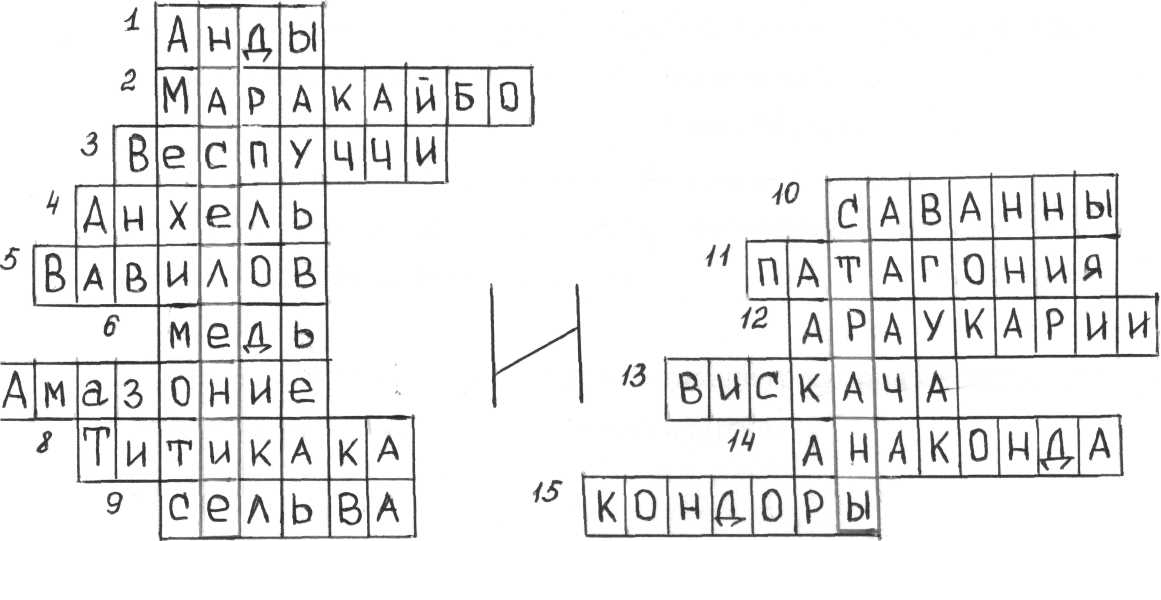 1 Анды
2 МАРАКАЙБО
3 ВеСПУЧЧИ
4 АНХеЛЬ
5 ВАВИЛОВ
6 медь
АмаЗОНИе
8 ТИТИКАКА
9 СеЛЬВА
И
10 САВАННЫ
11 ПАТАГОНИЯ
12 АРАУКАРИИ
13 ВИСКАЧА
14 АНАКОНДА
15 КОНДОРЫ